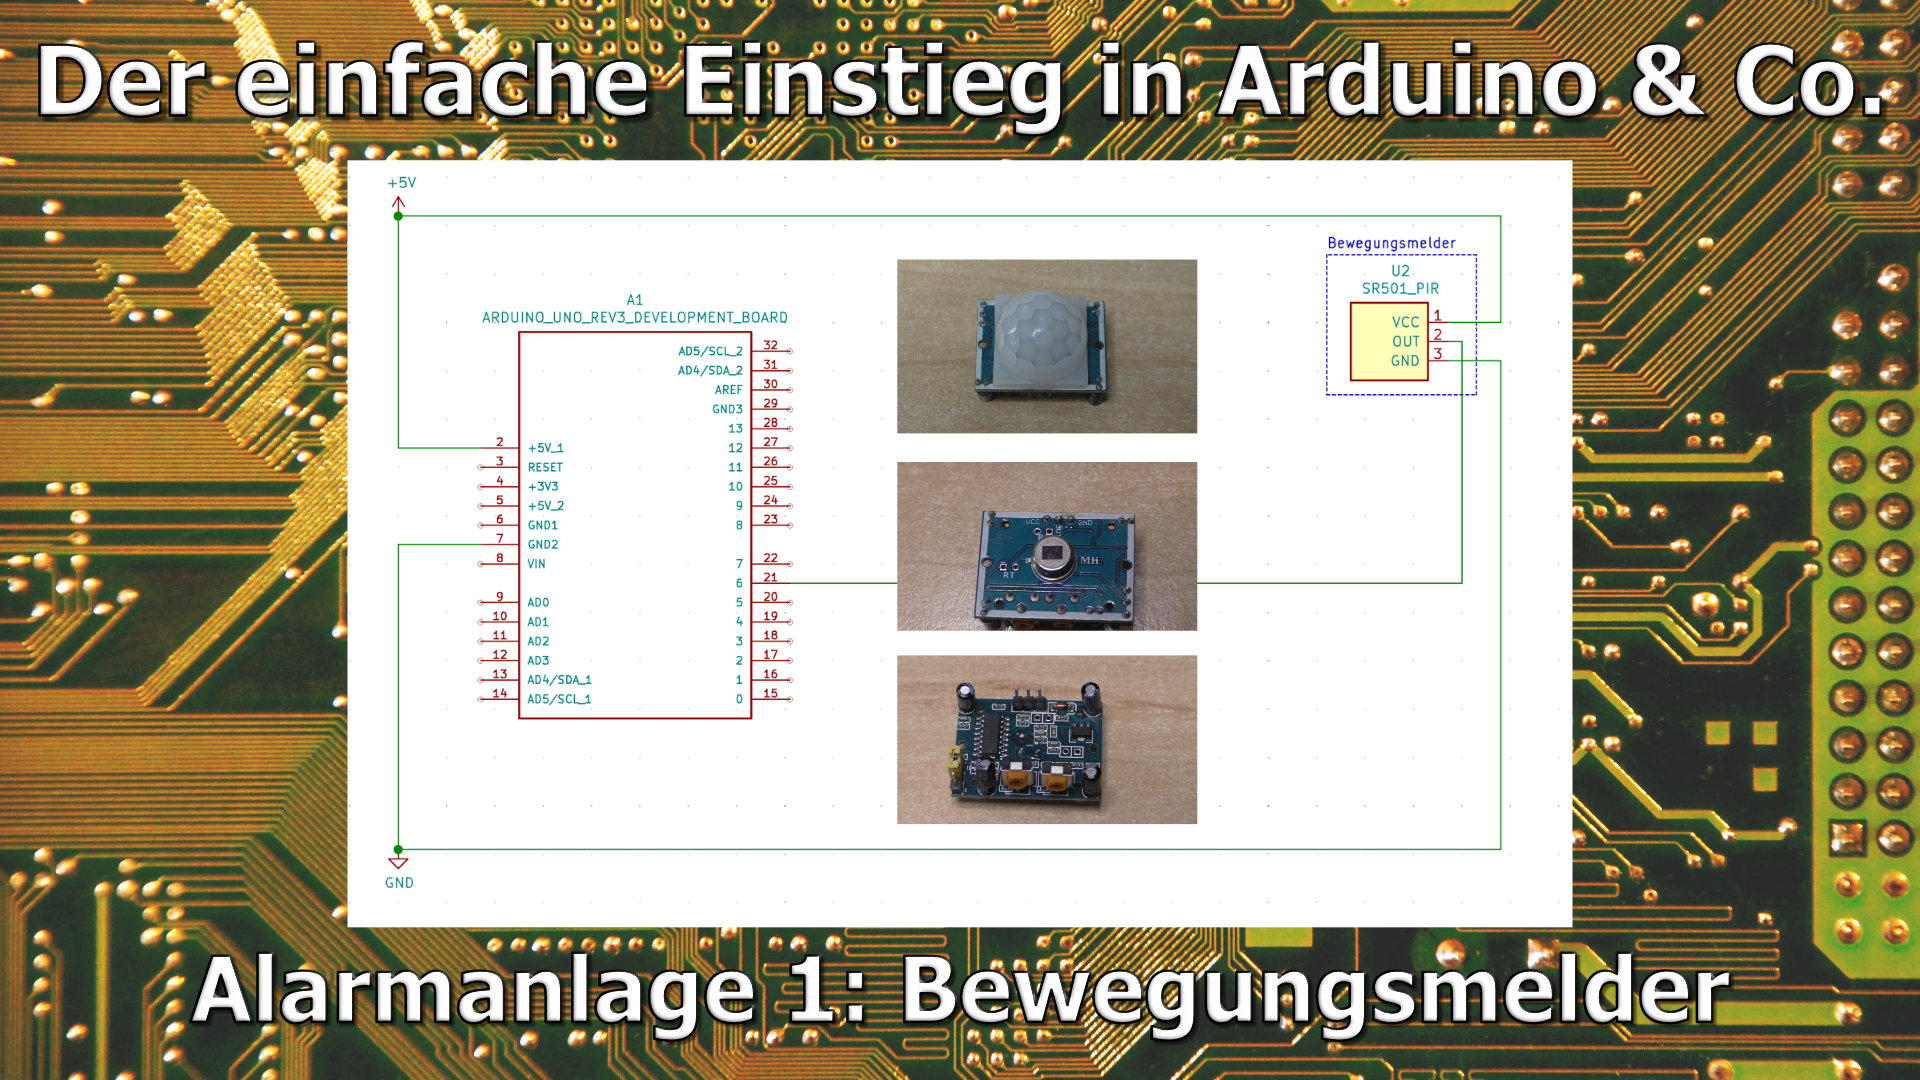 Der einfache Einstieg in Arduino & Co.
+5V
Bewegungsmelder
U2
SR501_PIR
VCC 1
OUT 2
GND 3
A1
ARDUINO_UNO_REV3_DEVELOPMENT_BOARD
AD5/SCL_2 32
AD4/SDA_2 31
AREF 30
GND3 29
13 28
2 +5V_1 12 27
3 RESET 11 26
4 +3V3 10 25
5 +5V_2 9 24
6 GND1 8 23
7 GND2
8 VIN 7 22
6 21
9 AD0 5 20
10 AD1 4 19
11 AD2 3 18
12 AD3 2 17
13 AD4/SDA_1 1 16
14 AD5/SCL_1 0 15
VCC GND
MH
RT
GND
Alarmanlage 1: Bewegungsmelder